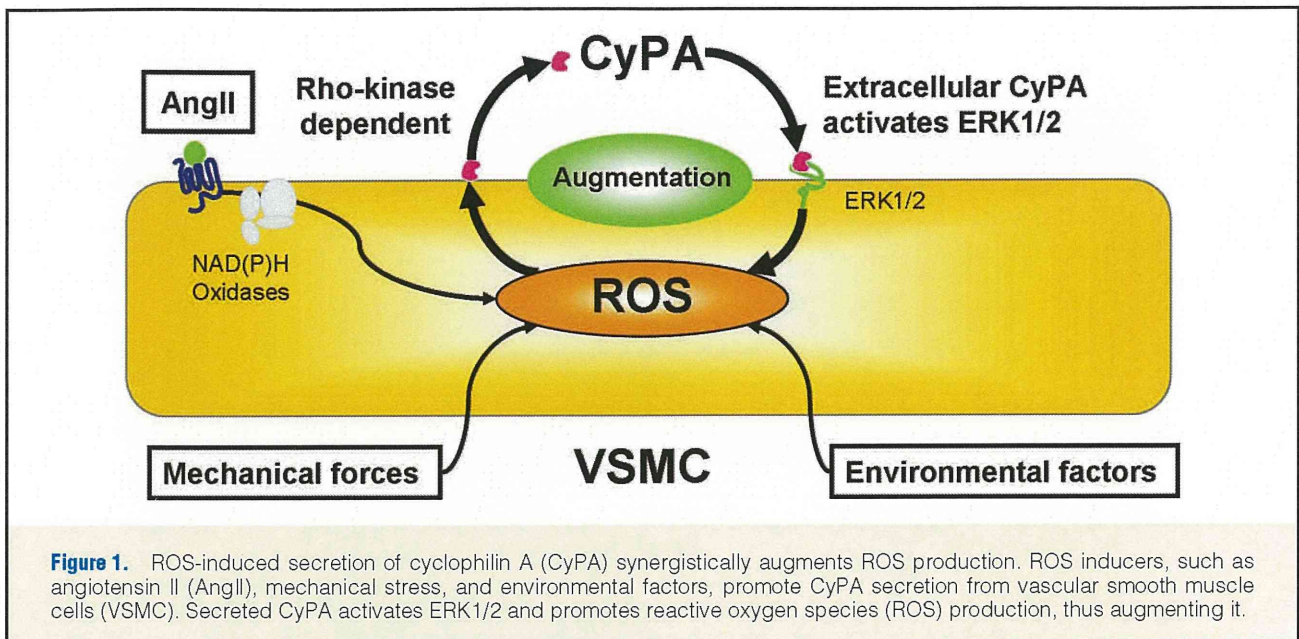 CyPA
AngII
Rho-kinase
dependent
Extracellular CyPA
activates ERK1/2
Augmentation
ERK1/2
NAD(P)H
Oxidases
ROS
Mechanical forces
VSMC
Environmental factors
Figure 1. ROS-induced secretion of cyclophilin A (CyPA) synergistically augments ROS production. ROS inducers, such as
angiotensin II (AngII), mechanical stress, and environmental factors, promote CyPA secretion from vascular smooth muscle
cells (VSMC). Secreted CyPA activates ERK1/2 and promotes reactive oxygen species (ROS) production, thus augmenting it.